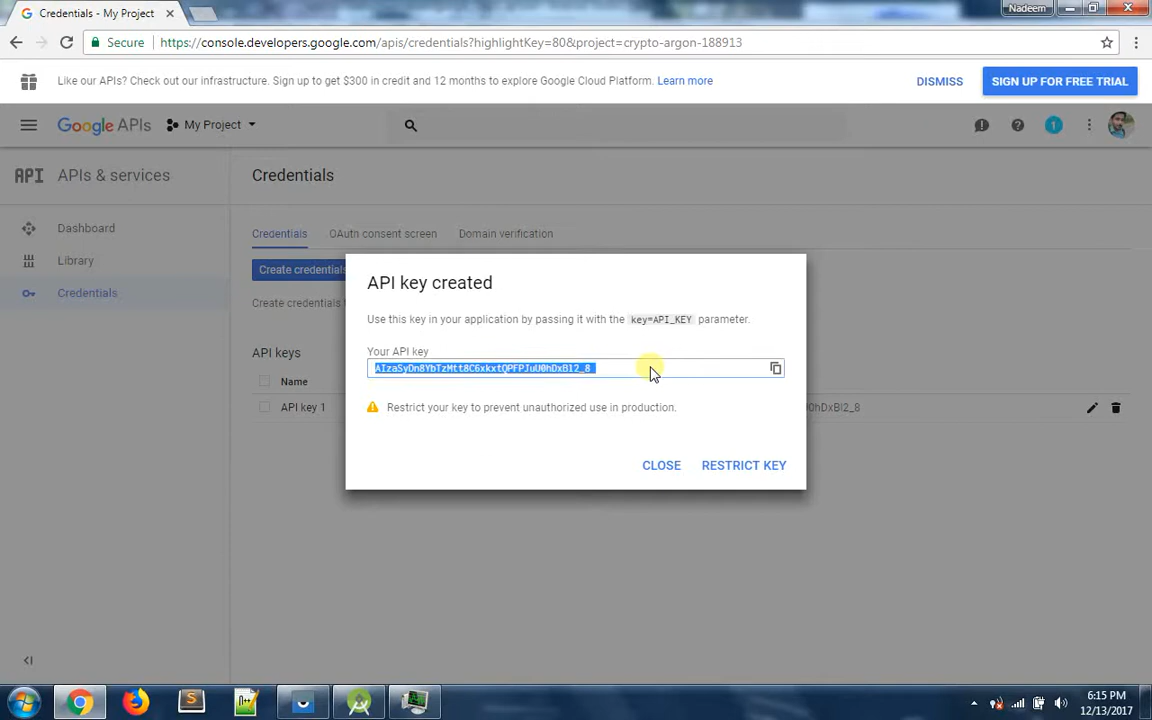 Credentials - My Project
Nadeem
Secure https://console.developers.google.com/apis/credentials?highlightKey=80&project=crypto-argon-188913
Like our APIs? Check out our infrastructure. Sign up to get $300 in credit and 12 months to explore Google Cloud Platform. Learn more
DISMISS
SIGN UP FOR FREE TRIAL
Google APIs
My Project
1
API APIs & services
Credentials
Dashboard
Library
Credentials
Credentials
OAuth consent screen
Domain verification
Create credentials
Create credentials
API keys
Name
API key 1
0hDxBl2_8
API key created
Use this key in your application by passing it with the key=API_KEY parameter.
Your API key
AIzaSyDn8YbTzMtt8C6xkxtQPFPJuU0hDxBl2_8
Restrict your key to prevent unauthorized use in production.
CLOSE
RESTRICT KEY
6:15 PM
12/13/2017